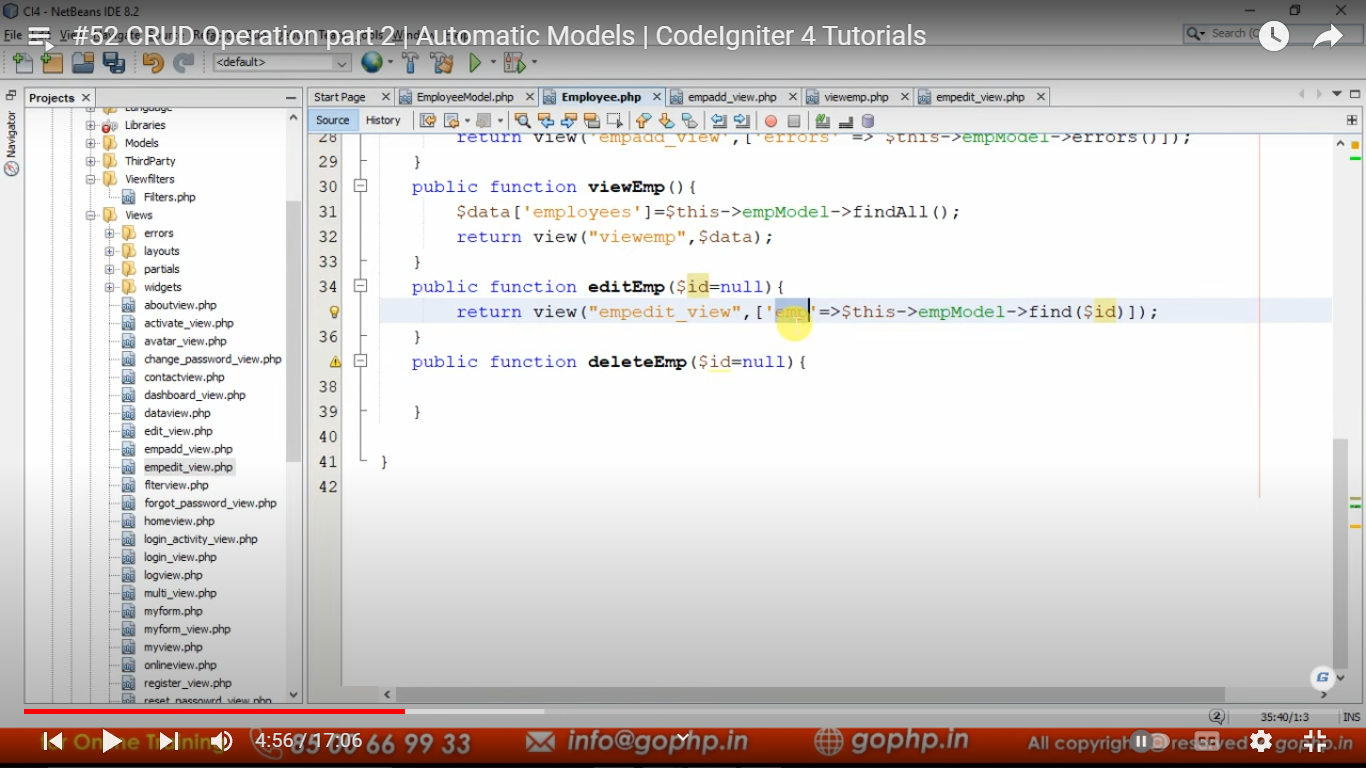 CI4 - NetBeans IDE 8.2
#52 CRUD Operation part 2 | Automatic Models | CodeIgniter 4 Tutorials
File
<default>
Projects
Start Page
EmployeeModel.php
Employee.php
empadd_view.php
viewemp.php
empedit_view.php
Source
History
Navigator
Language
Libraries
Models
ThirdParty
Viewfilters
Filters.php
Views
errors
layouts
partials
widgets
aboutview.php
activate_view.php
avatar_view.php
change_password_view.php
contactview.php
dashboard_view.php
dataview.php
edit_view.php
empadd_view.php
empedit_view.php
flterview.php
forgot_password_view.php
homeview.php
login_activity_view.php
login_view.php
logview.php
multi_view.php
myform.php
myform_view.php
myview.php
onlineview.php
register_view.php
reset_passowrd_view.php
28 return view('empadd_view',['errors' => $this->empModel->errors()]);
29 }
30 public function viewEmp(){
31 $data['employees']=$this->empModel->findAll();
32 return view("viewemp",$data);
33 }
34 public function editEmp($id=null){
return view("empedit_view",['emp'=>$this->empModel->find($id)]);
36 }
public function deleteEmp($id=null){
38
39 }
40
41 }
42
G
2
35:40/1:3
INS
for Online Training
85 00 66 99 33
info@gophp.in
gophp.in
All copyrights reserved gophp.in
4:56 / 17:06
CC